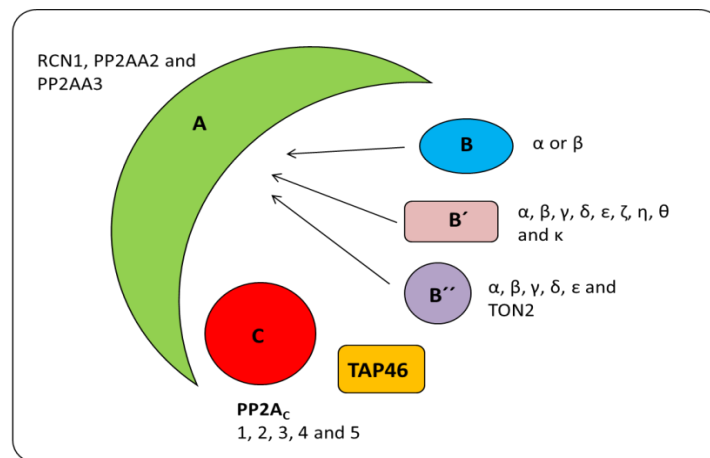 RCN1, PP2AA2 and
PP2AA3
A
B
α or β
B´
α, β, γ, δ, ε, ζ, η, θ
and κ
B´´
α, β, γ, δ, ε and
TON2
C
TAP46
PP2Ac
1, 2, 3, 4 and 5